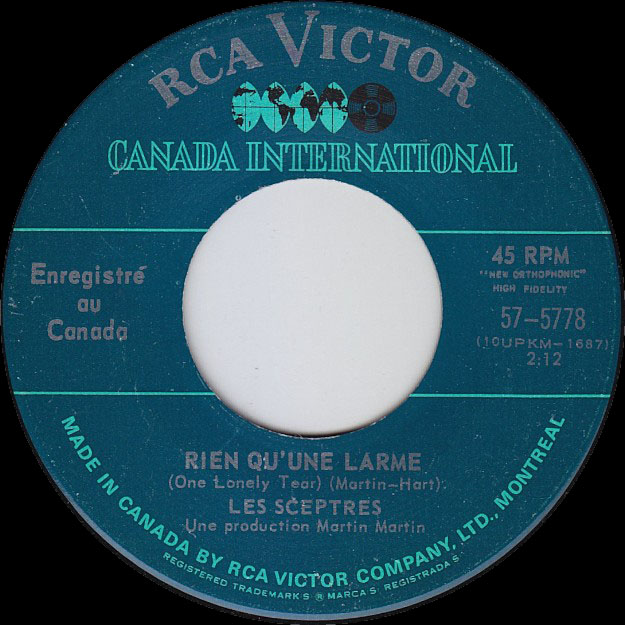 RCA VICTOR
CANADA INTERNATIONAL
Enregistré
au
Canada
45 RPM
"NEW ORTHOPHONIC"
HIGH FIDELITY
57-5778
(10UPKM-1687)
2:12
RIEN QU'UNE LARME
(One Lonely Tear) (Martin-Hart)
LES SCEPTRES
Une production Martin Martin
MADE IN CANADA BY RCA VICTOR COMPANY, LTD., MONTREAL
REGISTERED TRADEMARKS ® MARCAS REGISTRADAS